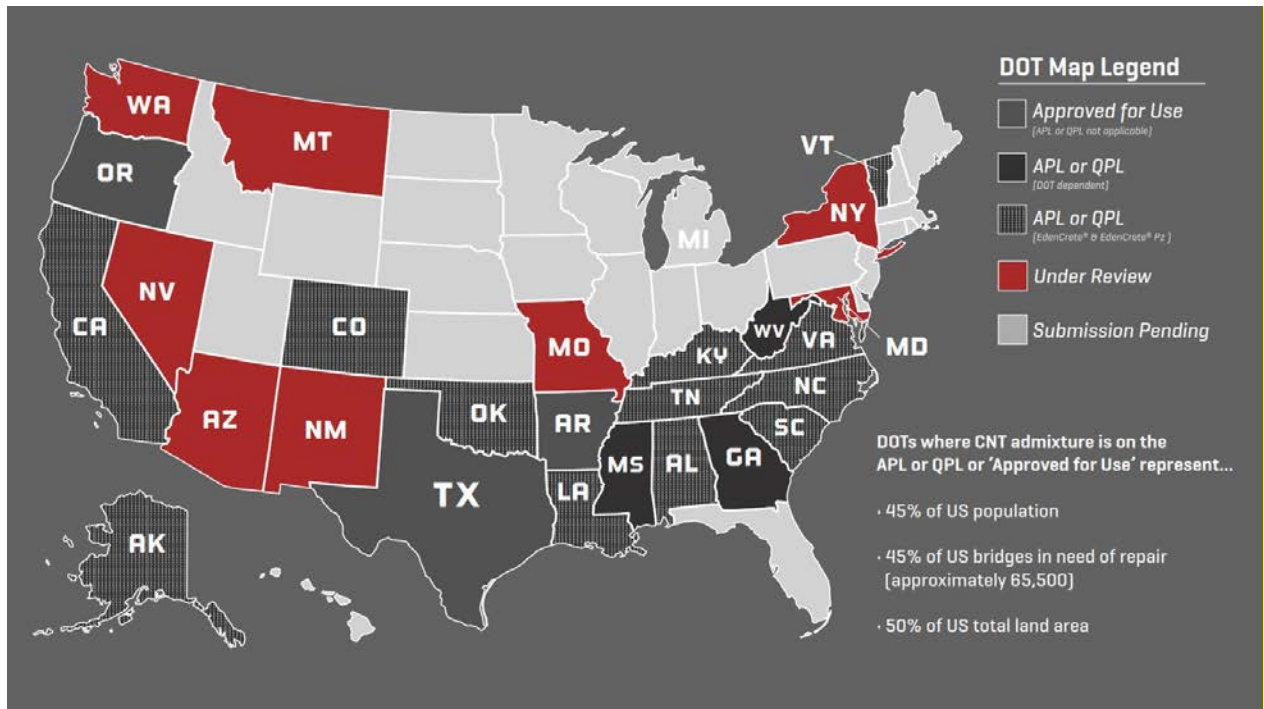 WA
MT
OR
VT
NY
MI
NV
CO
CA
WV
VA
MD
MO
KY
NC
TN
AZ
NM
OK
AR
SC
MS
AL
GA
TX
LA
AK
DOT Map Legend
Approved for Use
(APL or QPL not applicable)
APL or QPL
(DOT dependent)
APL or QPL
(EdenCrete® & EdenCrete® Pz )
Under Review
Submission Pending
DOTs where CNT admixture is on the
APL or QPL or 'Approved for Use' represent...
· 45% of US population
· 45% of US bridges in need of repair
(approximately 65,500)
· 50% of US total land area